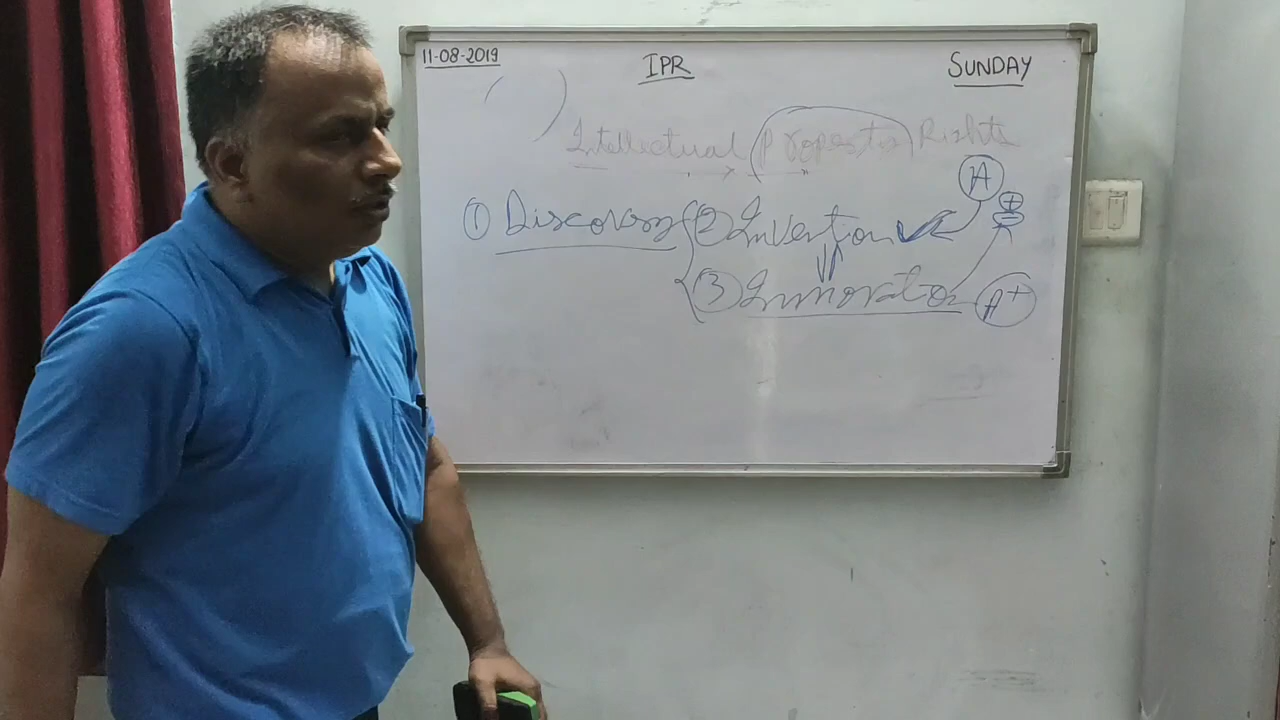 11-08-2019 IPR SUNDAY
Intellectual Property Rights
A
① Discovery ② Invention +
③ Innovation A+